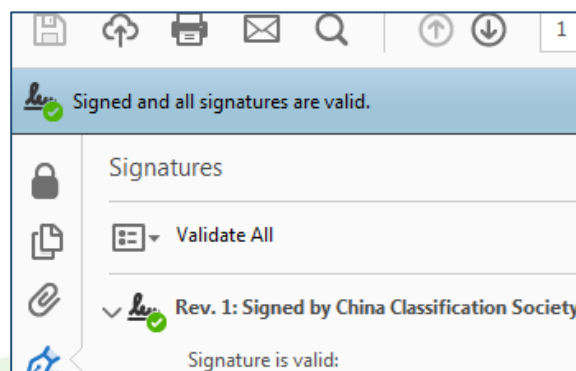 1
Signed and all signatures are valid.
Signatures
Validate All
Rev. 1: Signed by China Classification Society
Signature is valid: